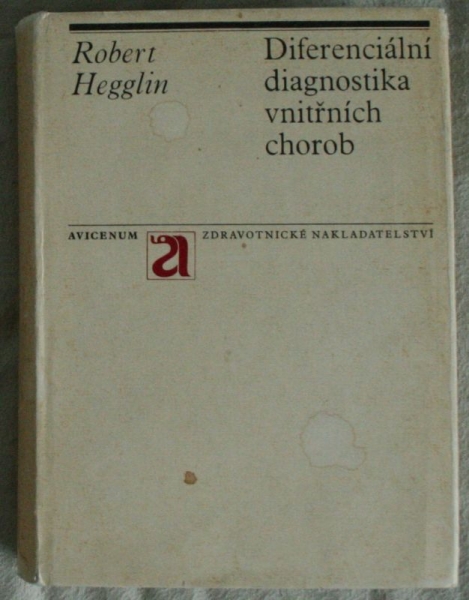 Robert
Hegglin
Diferenciální
diagnostika
vnitřních
chorob
AVICENUM
ZDRAVOTNICKÉ NAKLADATELSTVÍ